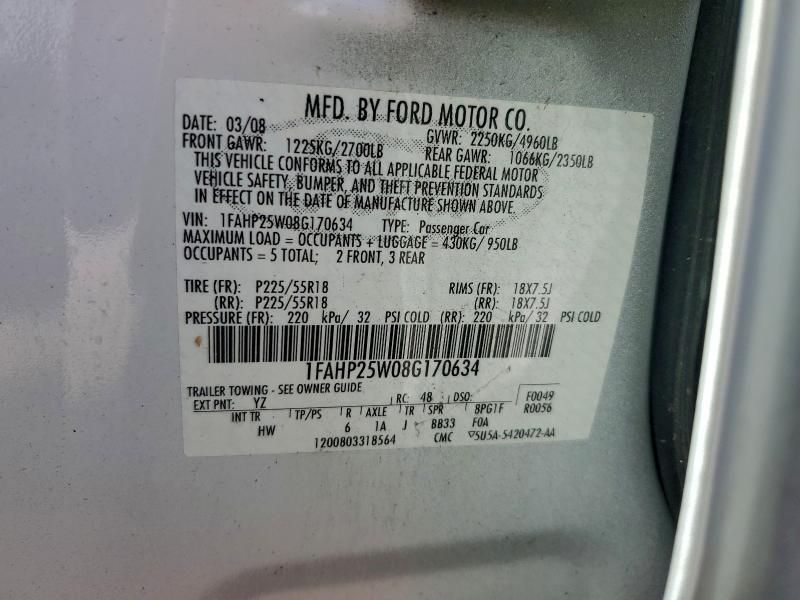 MFD. BY FORD MOTOR CO.
DATE: 03/08 GVWR: 2250KG/4960LB
FRONT GAWR: 1225KG/2700LB REAR GAWR: 1066KG/2350LB
THIS VEHICLE CONFORMS TO ALL APPLICABLE FEDERAL MOTOR
VEHICLE SAFETY, BUMPER, AND THEFT PREVENTION STANDARDS
IN EFFECT ON THE DATE OF MANUFACTURE SHOWN ABOVE.
VIN: 1FAHP25W08G170634 TYPE: Passenger Car
MAXIMUM LOAD = OCCUPANTS + LUGGAGE = 430KG/ 950LB
OCCUPANTS = 5 TOTAL; 2 FRONT, 3 REAR
TIRE (FR): P225/55R18 RIMS (FR): 18X7.5J
(RR): P225/55R18 (RR): 18X7.5J
PRESSURE (FR): 220 kPa/ 32 PSI COLD (RR): 220 kPa/ 32 PSI COLD
1FAHP25W08G170634
TRAILER TOWING - SEE OWNER GUIDE
EXT PNT: YZ RC: 48 DSO: F0049
INT TR TP/PS R AXLE TR SPR 8PG1F R0056
HW 6 1A J BB33 F0A
1200803318564 CMC ▽5U5A-5420472-AA